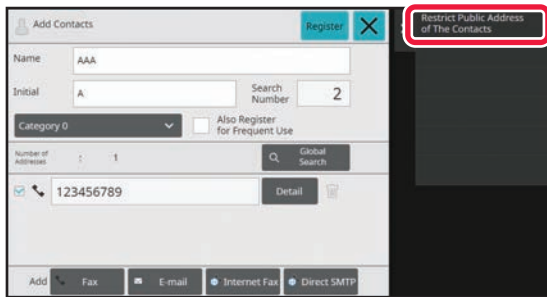 Add Contacts
Register
Restrict Public Address
of The Contacts
Name
AAA
Initial
A
Search
Number
2
Category 0
Also Register
for Frequent Use
Number of
Addresses
:
1
Global
Search
123456789
Detail
Add
Fax
E-mail
Internet Fax
Direct SMTP